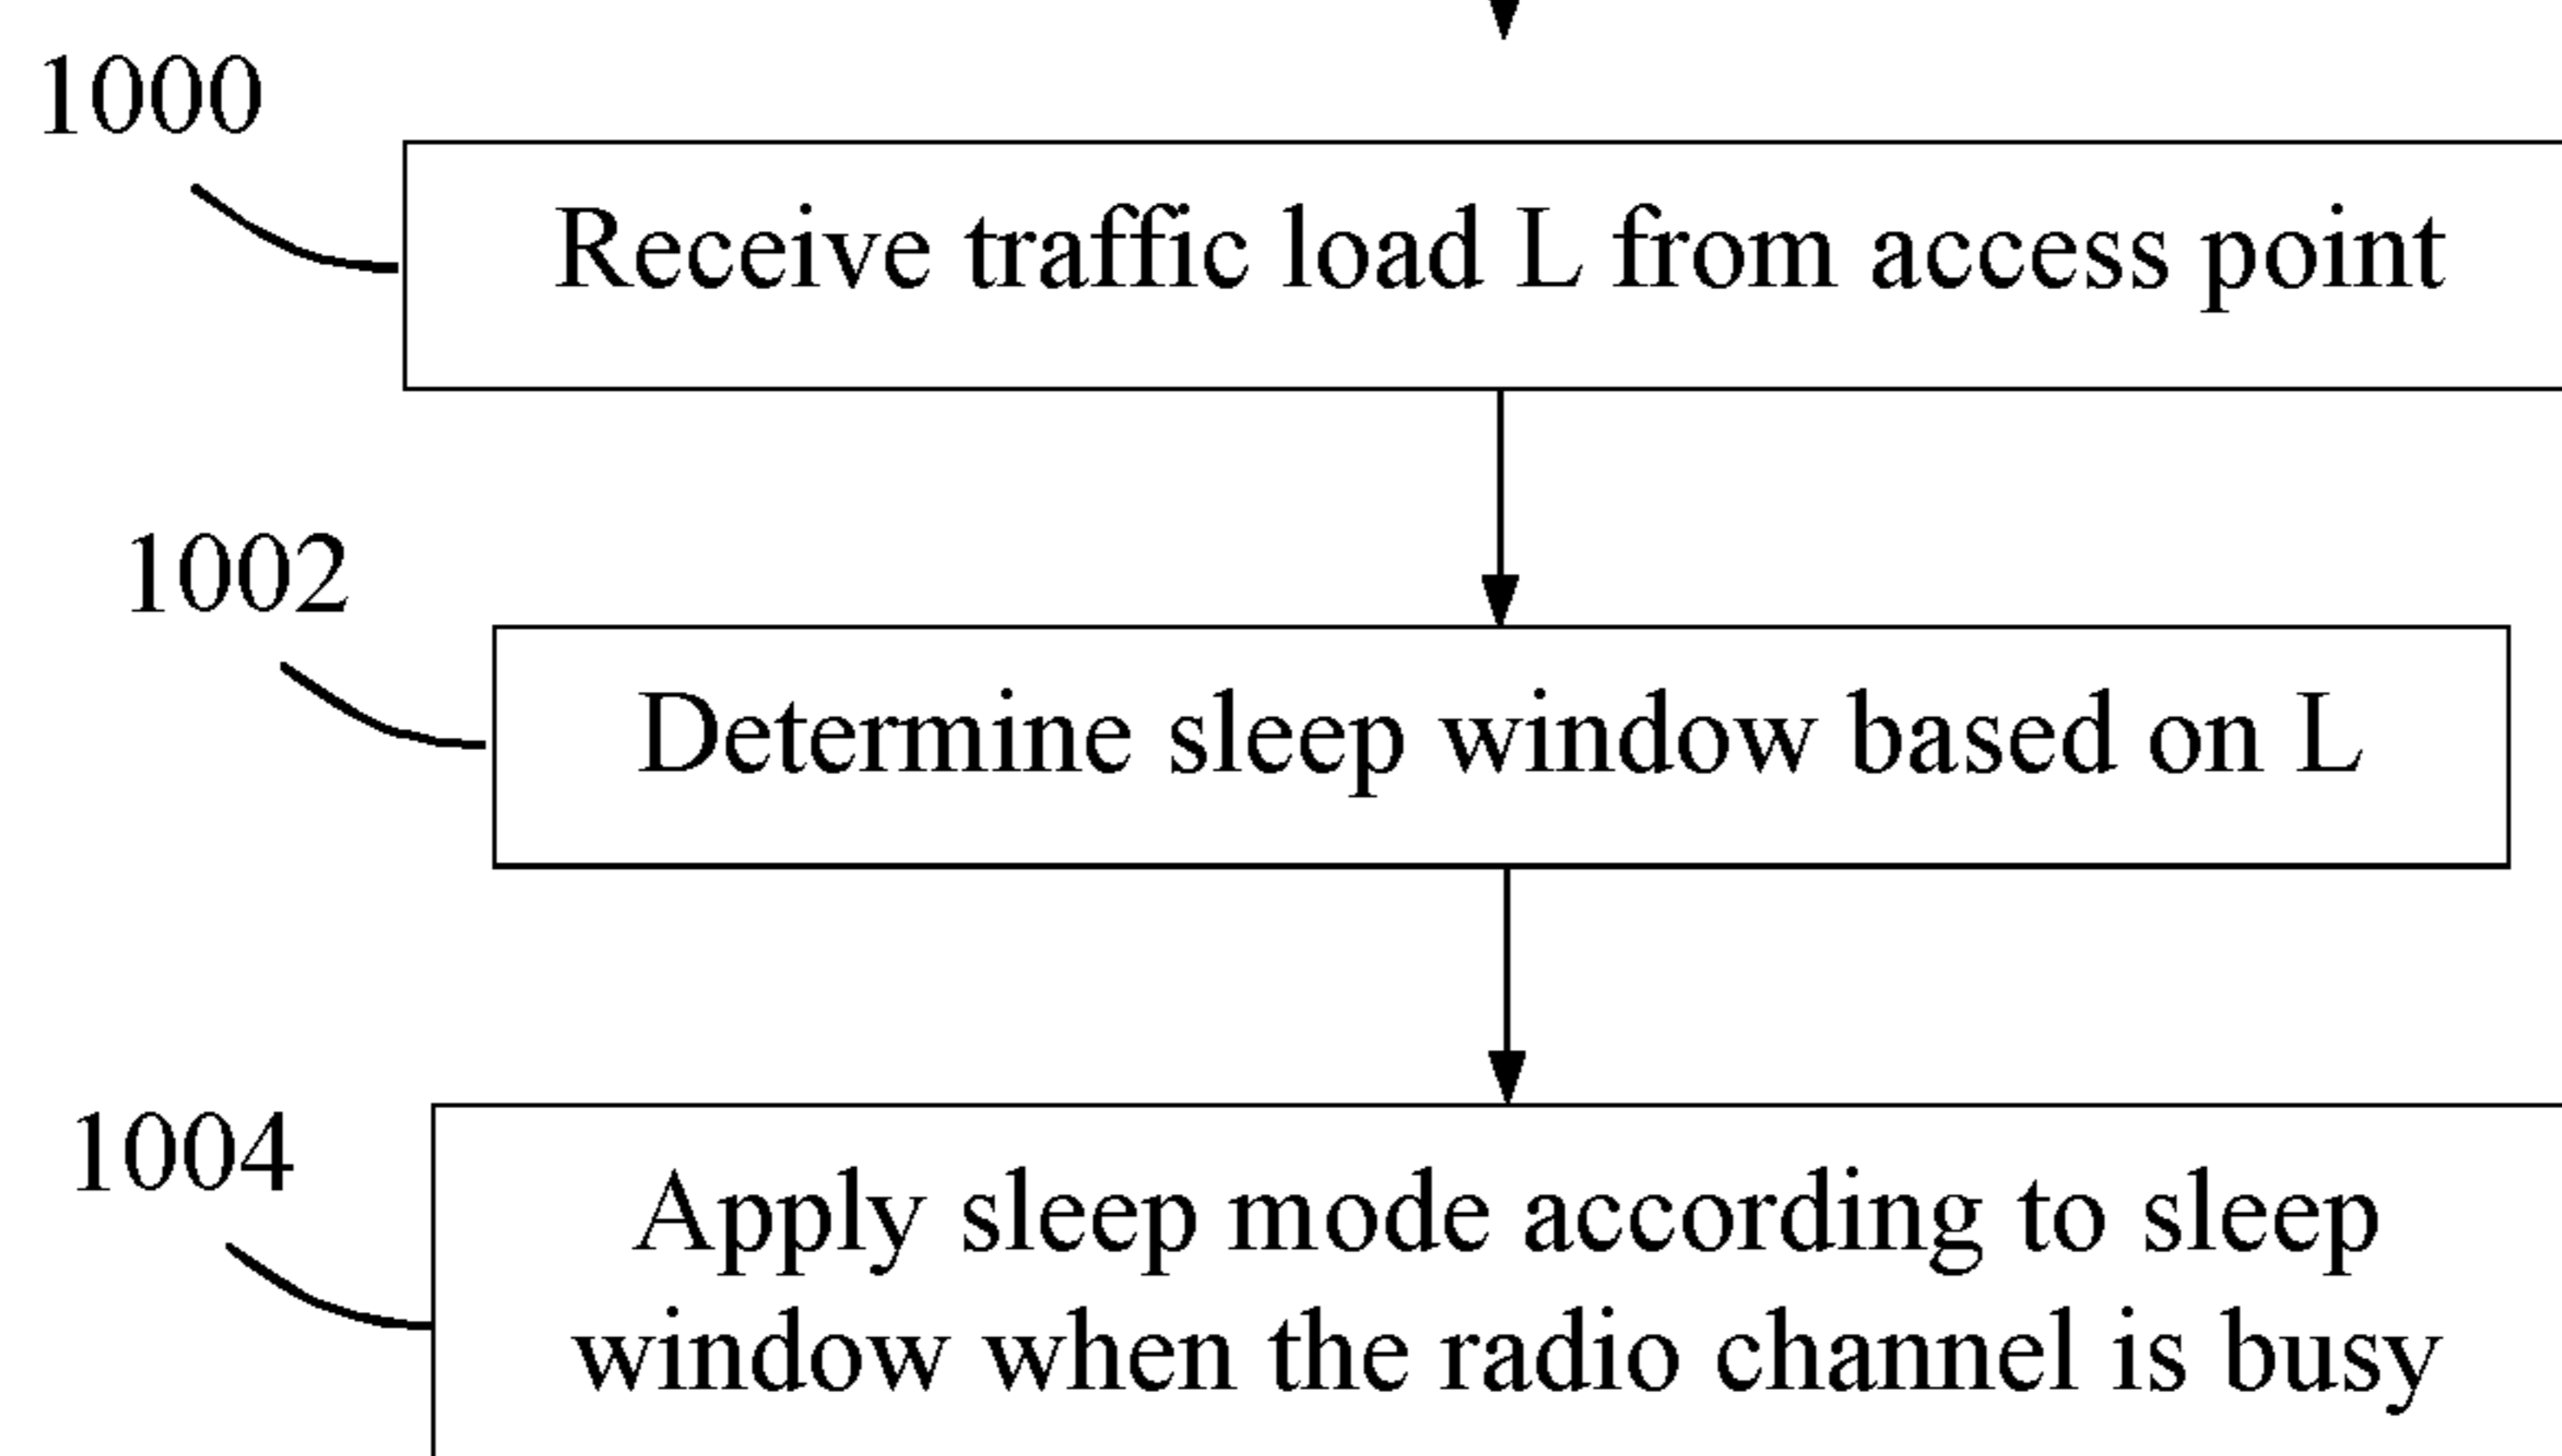 1000
Receive traffic load L from access point
1002
Determine sleep window based on L
1004
Apply sleep mode according to sleep
window when the radio channel is busy